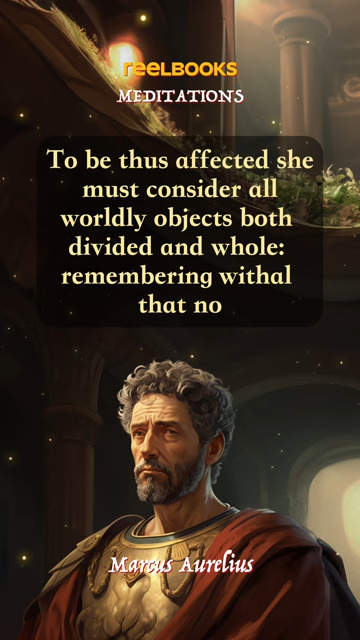 reelbooks
MEDITATIONS
To be thus affected she
must consider all
worldly objects both
divided and whole:
remembering withal
that no
Marcus Aurelius